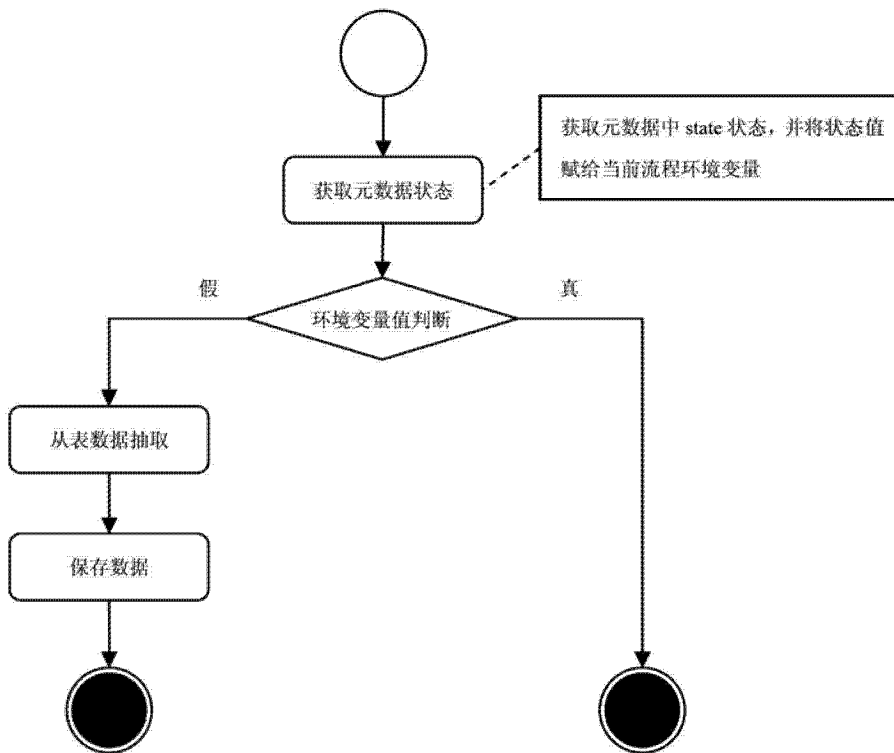 获取元数据中 state 状态，并将状态值
赋给当前流程环境变量
获取元数据状态
假
真
环境变量值判断
从表数据抽取
保存数据